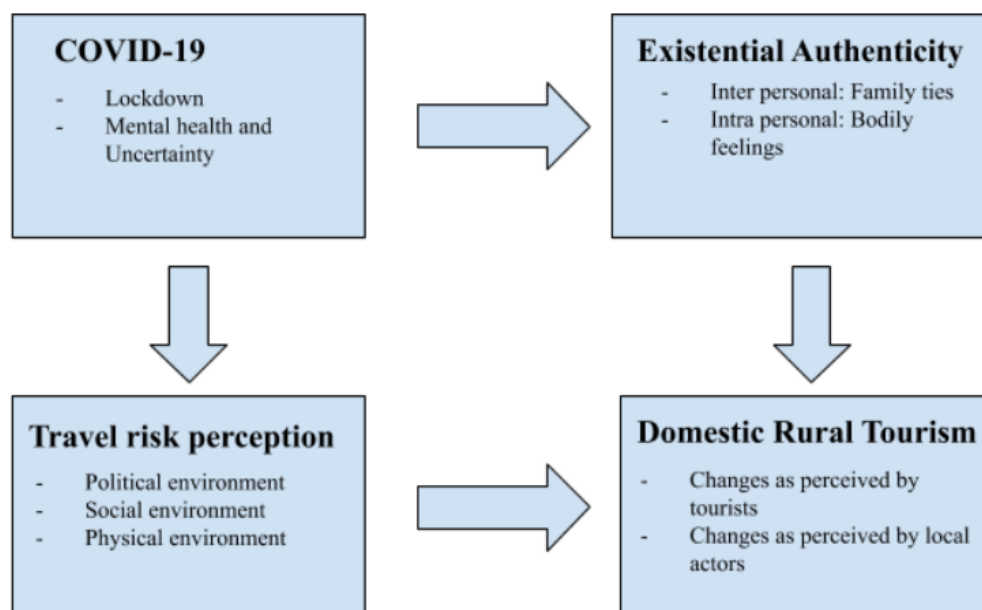 COVID-19
- Lockdown
- Mental health and
Uncertainty
Existential Authenticity
- Inter personal: Family ties
- Intra personal: Bodily
feelings
Travel risk perception
- Political environment
- Social environment
- Physical environment
Domestic Rural Tourism
- Changes as perceived by
tourists
- Changes as perceived by local
actors